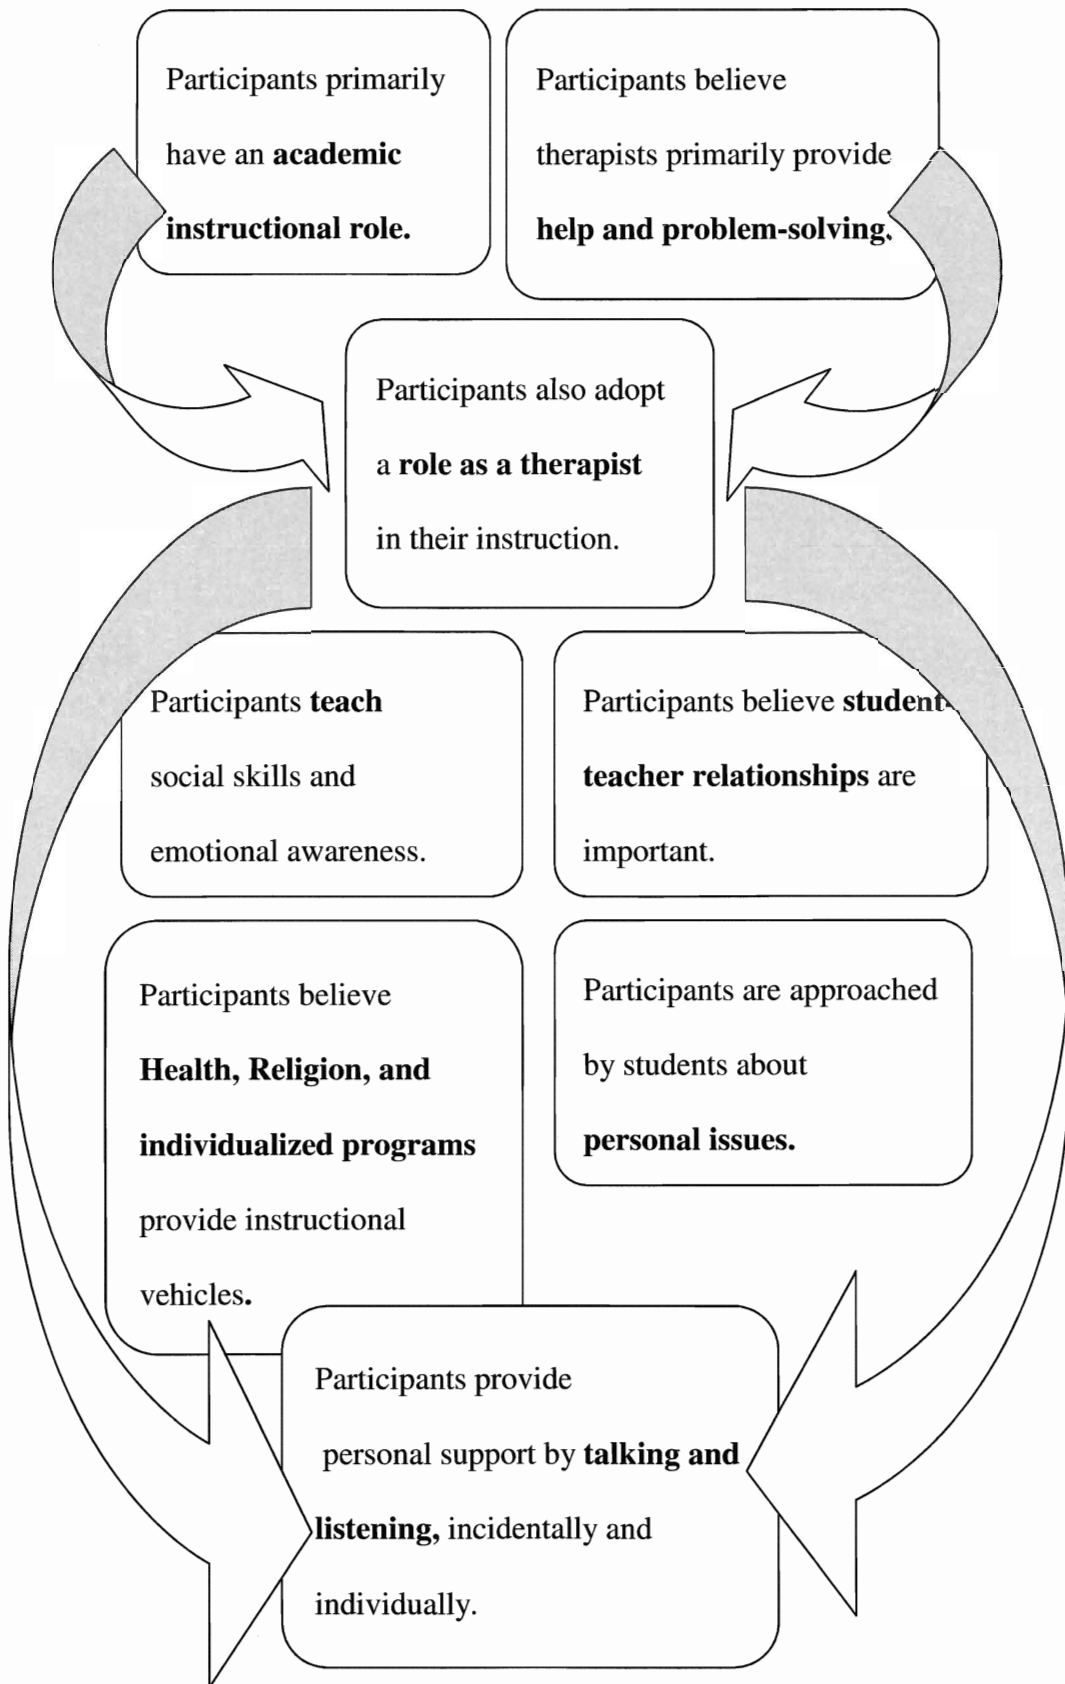 Participants primarily
have an academic
instructional role.
Participants believe
therapists primarily provide
help and problem-solving.
Participants also adopt
a role as a therapist
in their instruction.
Participants teach
social skills and
emotional awareness.
Participants believe student-
teacher relationships are
important.
Participants believe
Health, Religion, and
individualized programs
provide instructional
vehicles.
Participants are approached
by students about
personal issues.
Participants provide
personal support by talking and
listening, incidentally and
individually.